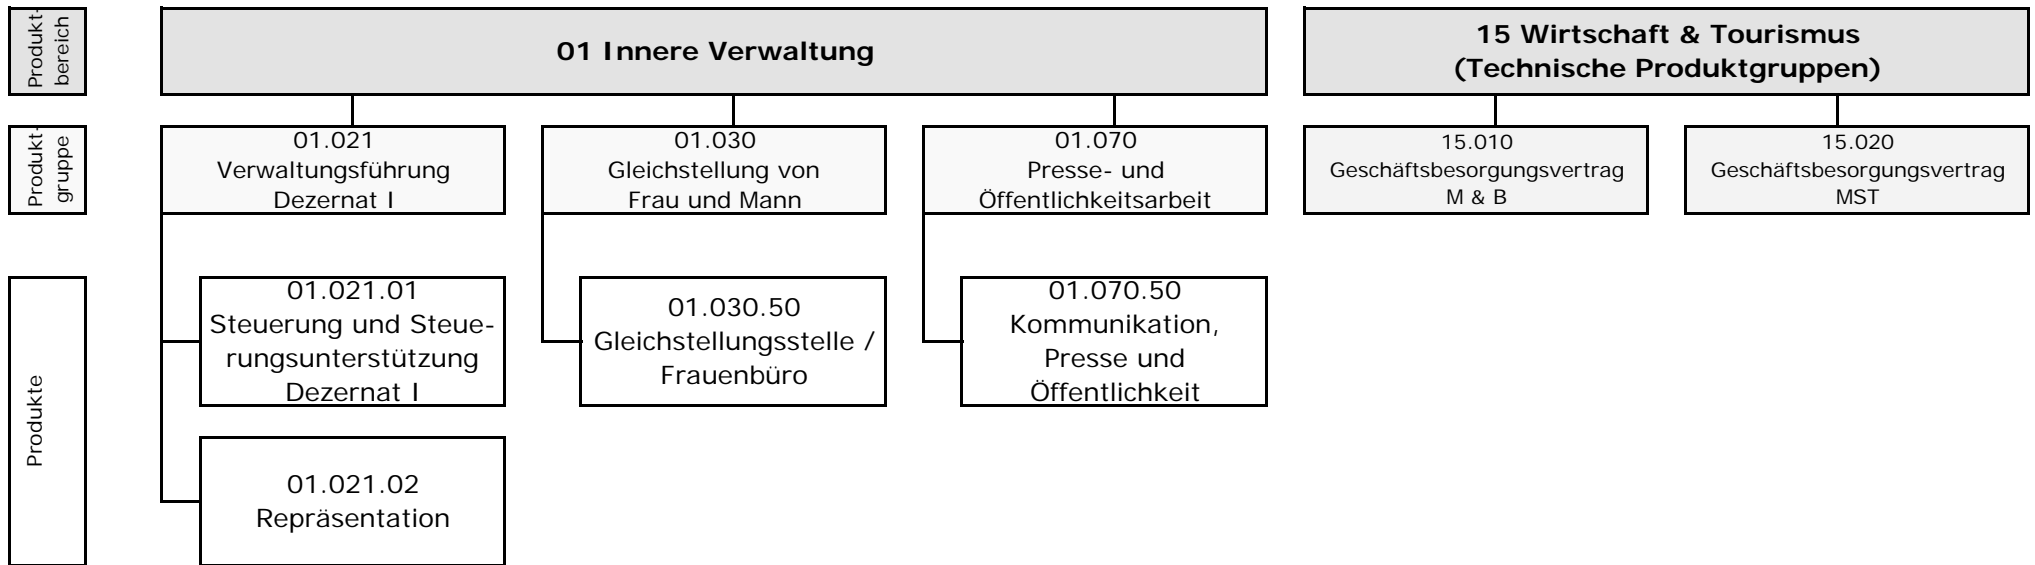 Produkt-
bereich
01 Innere Verwaltung
15 Wirtschaft & Tourismus
(Technische Produktgruppen)
Produkt-
gruppe
01.021
Verwaltungsführung
Dezernat I
01.030
Gleichstellung von
Frau und Mann
01.070
Presse- und
Öffentlichkeitsarbeit
15.010
Geschäftsbesorgungsvertrag
M & B
15.020
Geschäftsbesorgungsvertrag
MST
Produkte
01.021.01
Steuerung und Steue-
rungsunterstützung
Dezernat I
01.030.50
Gleichstellungsstelle /
Frauenbüro
01.070.50
Kommunikation,
Presse und
Öffentlichkeit
01.021.02
Repräsentation